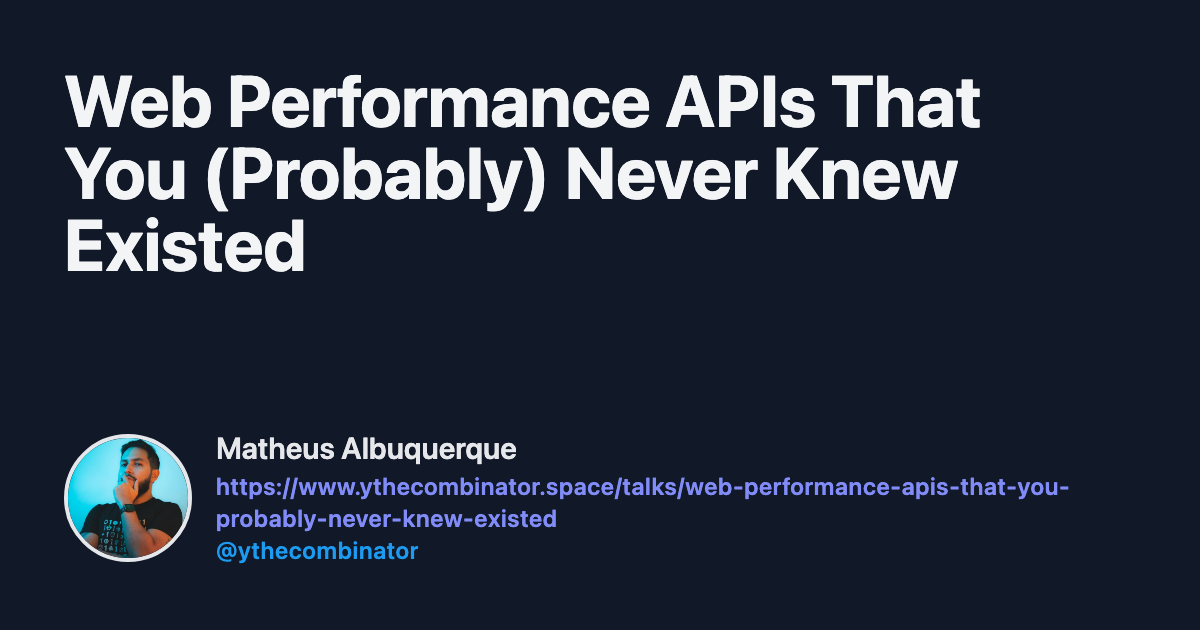 Web Performance APIs That
You (Probably) Never Knew
Existed
Matheus Albuquerque
https://www.ythecombinator.space/talks/web-performance-apis-that-you-
probably-never-knew-existed
@ythecombinator